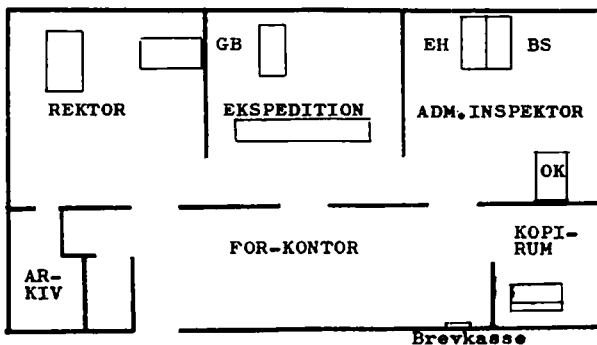 GB
EH
BS
REKTOR
EKSPEDITION
ADM.INSPEKTOR
OK
FOR-KONTOR
KOPI-
RUM
AR-
KIV
Brevkasse